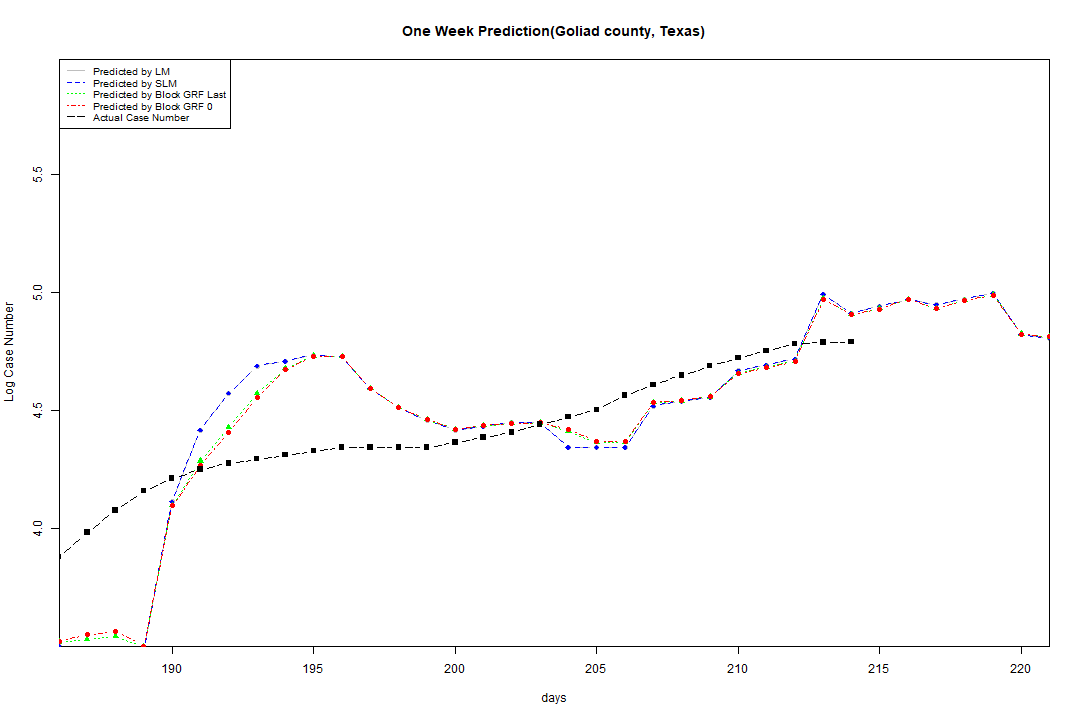 One Week Prediction(Goliad county, Texas)
Predicted by LM
Predicted by SLM
Predicted by Block GRF Last
Predicted by Block GRF 0
Actual Case Number
5.5
5.0
4.5
4.0
Log Case Number
190 195 200 205 210 215 220
days